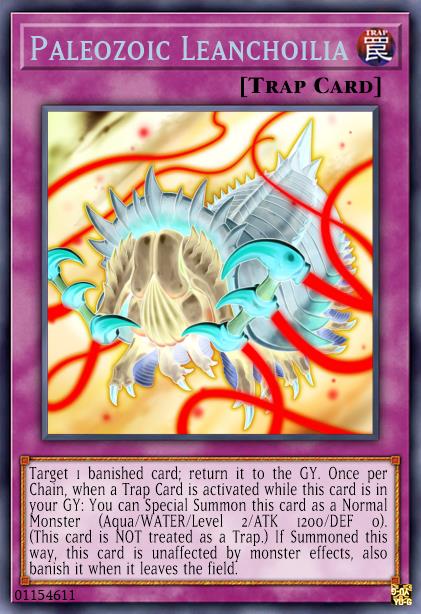 PALEOZOIC LEANCHOILIA
TRAP
罠
[TRAP CARD]
Target 1 banished card; return it to the GY. Once per
Chain, when a Trap Card is activated while this card is in
your GY: You can Special Summon this card as a Normal
Monster (Aqua/WATER/Level 2/ATK 1200/DEF 0).
(This card is NOT treated as a Trap.) If Summoned this
way, this card is unaffected by monster effects, also
banish it when it leaves the field.
01154611